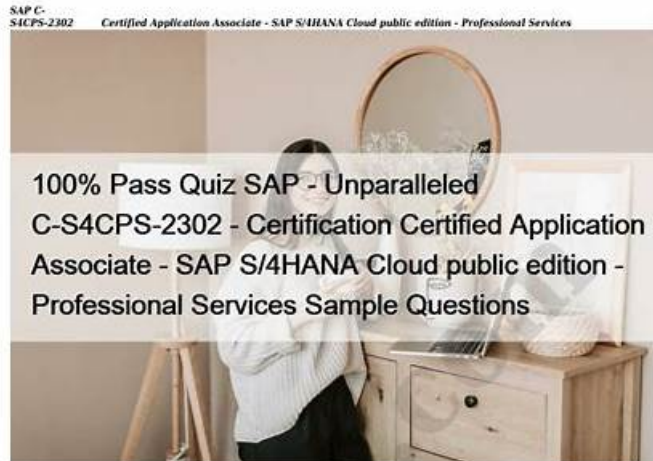 SAP C-
S4CPS-2302 Certified Application Associate - SAP S/4HANA Cloud public edition - Professional Services
100% Pass Quiz SAP - Unparalleled
C-S4CPS-2302 - Certification Certified Application
Associate - SAP S/4HANA Cloud public edition -
Professional Services Sample Questions